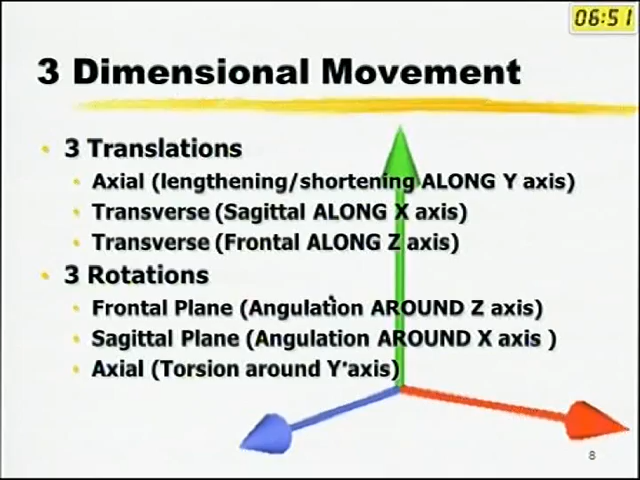 06:51
3 Dimensional Movement
• 3 Translations
• Axial (lengthening/shortening ALONG Y axis)
• Transverse (Sagittal ALONG X axis)
• Transverse (Frontal ALONG Z axis)
• 3 Rotations
• Frontal Plane (Angulation AROUND Z axis)
• Sagittal Plane (Angulation AROUND X axis )
• Axial (Torsion around Y axis)
8